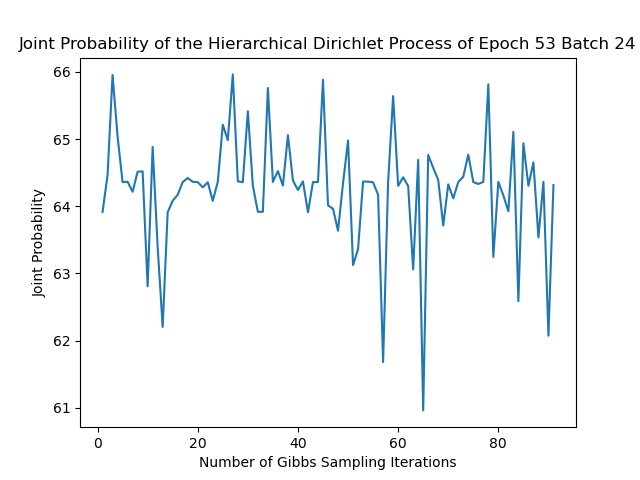 Joint Probability of the Hierarchical Dirichlet Process of Epoch 53 Batch 24
66
65
64
63
62
61
Joint Probability
0 20 40 60 80
Number of Gibbs Sampling Iterations